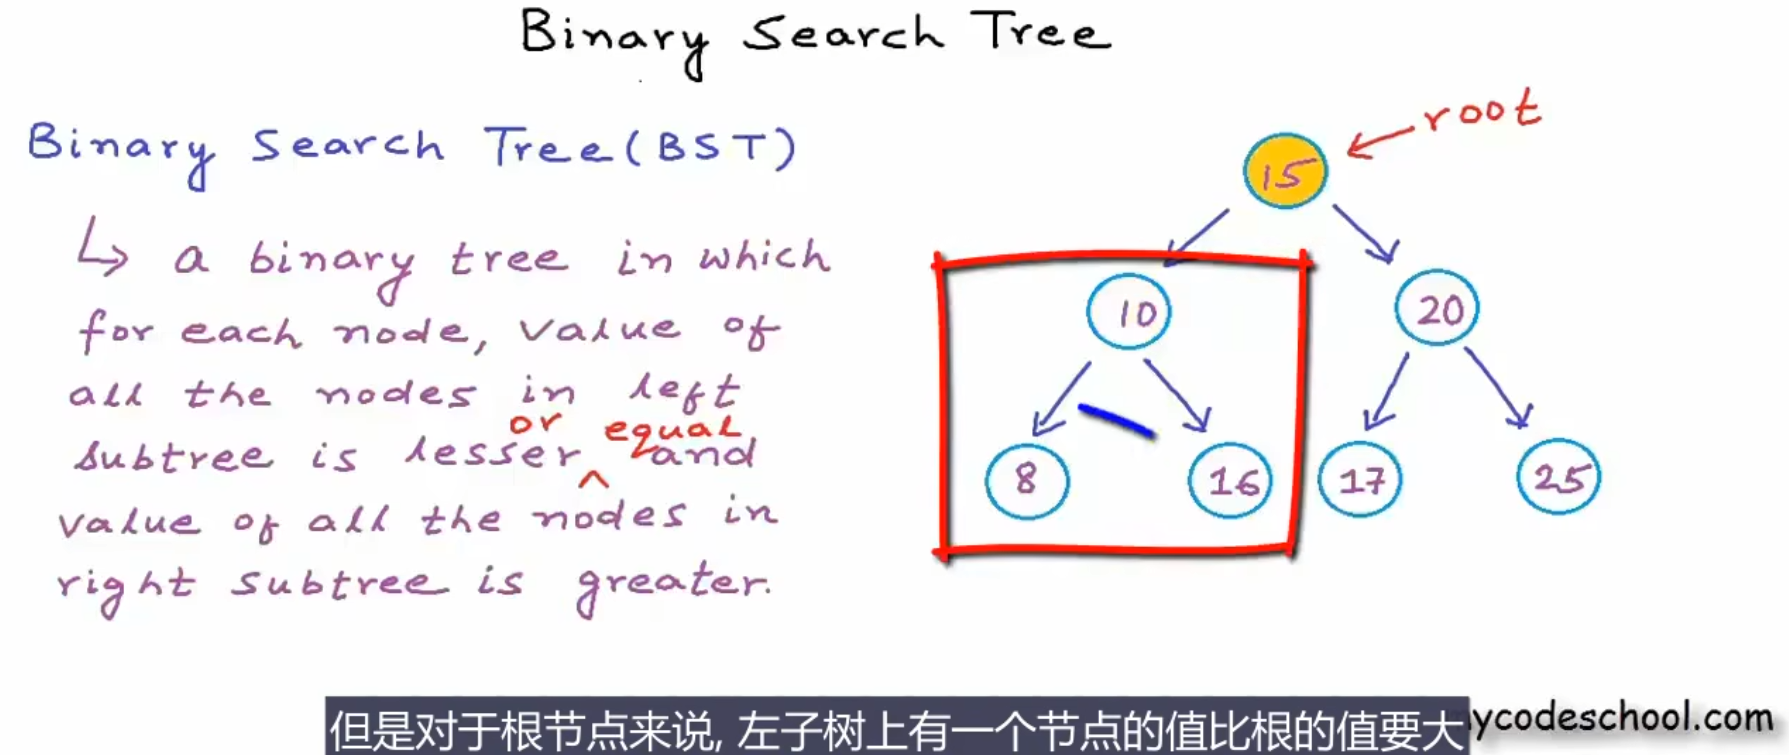 Binary Search Tree
Binary Search Tree (BST)
↳ a binary tree in which
for each node, value of
all the nodes in left
or equal
subtree is lesser ^ and
value of all the nodes in
right subtree is greater.
root
15
10
20
8
16
17
25
但是对于根节点来说, 左子树上有一个节点的值比根的值要大
mycodeschool.com